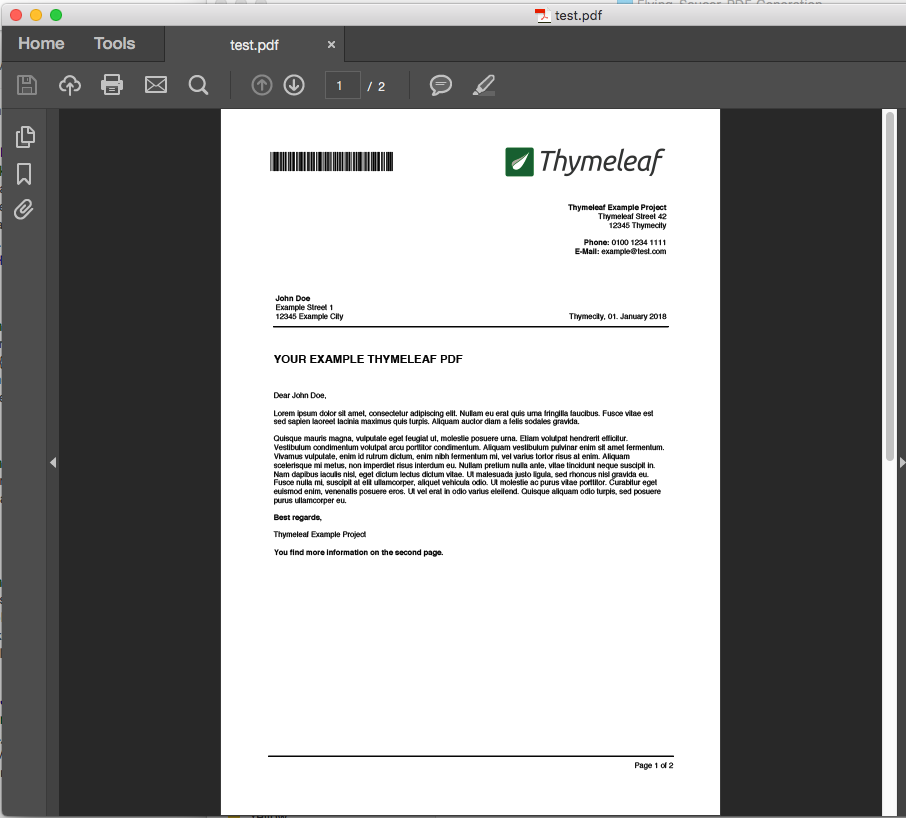 Flying-Saucer-PDF-Generation
test.pdf
Home
Tools
test.pdf
×
1 / 2
Thymeleaf
Thymeleaf Example Project
Thymeleaf Street 42
12345 Thymecity
Phone: 0100 1234 1111
E-Mail: example@test.com
John Doe
Example Street 1
12345 Example City
Thymecity, 01. January 2018
YOUR EXAMPLE THYMELEAF PDF
Dear John Doe,
Lorem ipsum dolor sit amet, consectetur adipiscing elit. Nullam eu erat quis urna fringilla faucibus. Fusce vitae est
sed sapien laoreet lacinia maximus quis turpis. Aliquam auctor diam a felis sodales gravida.
Quisque mauris magna, vulputate eget feugiat ut, molestie posuere urna. Etiam volutpat hendrerit efficitur.
Vestibulum condimentum volutpat arcu porttitor condimentum. Aliquam vestibulum pulvinar enim sit amet fermentum.
Vivamus vulputate, enim id rutrum dictum, enim nibh fermentum mi, vel varius tortor risus at enim. Aliquam
scelerisque mi metus, non imperdiet risus interdum eu. Nullam pretium nulla ante, vitae tincidunt neque suscipit in.
Nam dapibus iaculis nisl, eget dictum lectus dictum vitae. Ut malesuada justo ligula, sed rhoncus nisl gravida eu.
Fusce nulla mi, suscipit at elit ullamcorper, aliquet vehicula odio. Ut molestie ac purus vitae porttitor. Curabitur eget
euismod enim, venenatis posuere eros. Ut vel erat in odio varius eleifend. Quisque aliquam odio turpis, sed posuere
purus ullamcorper eu.
Best regards,
Thymeleaf Example Project
You find more information on the second page.
Page 1 of 2